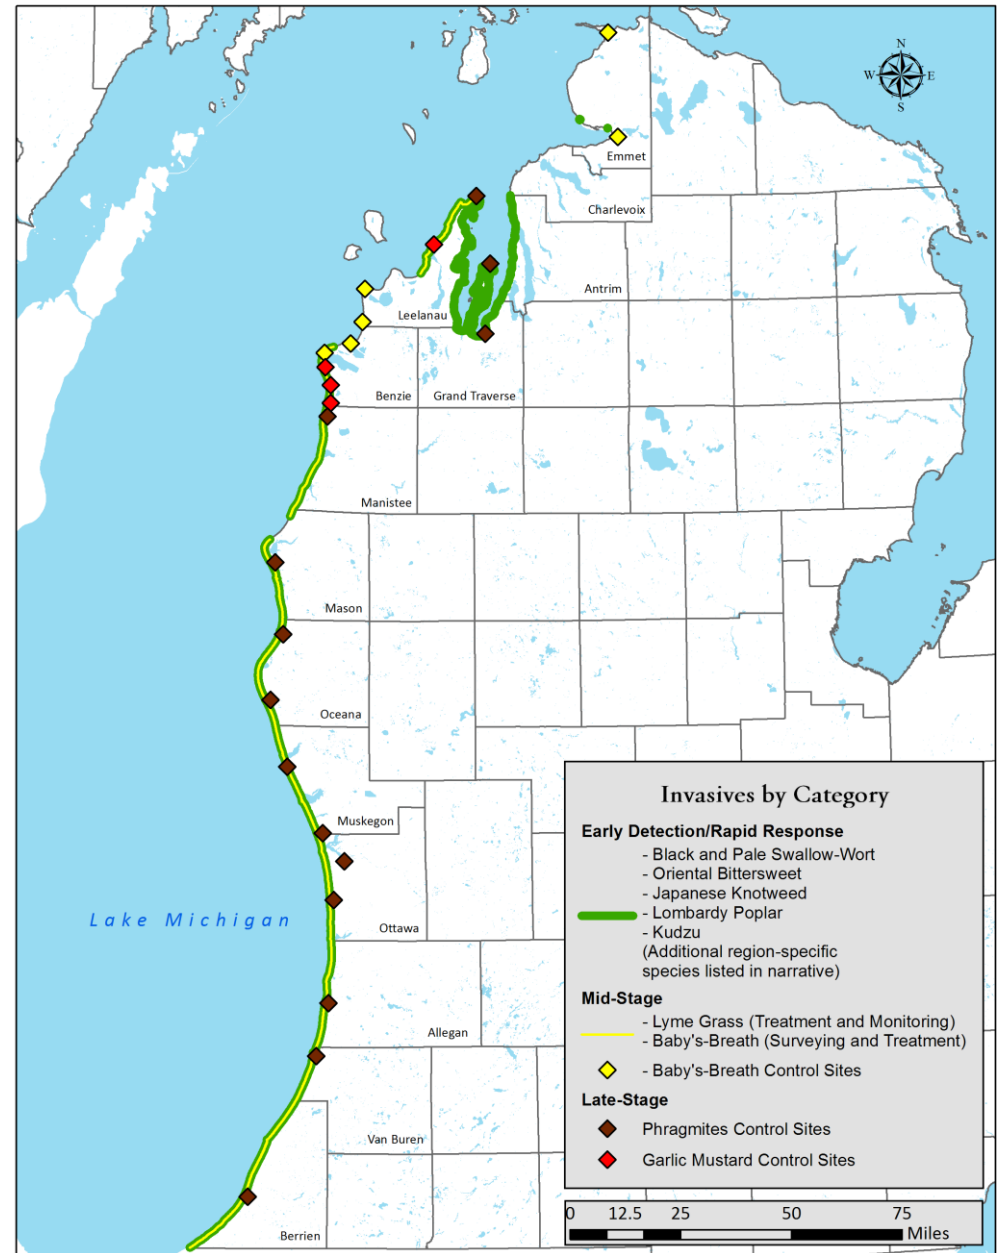 N
W E
S
Emmet
Charlevoix
Antrim
Leelanau
Benzie
Grand Traverse
Manistee
Mason
Oceana
Muskegon
Lake Michigan
Ottawa
Allegan
Van Buren
Berrien
Invasives by Category
Early Detection/Rapid Response
- Black and Pale Swallow-Wort
- Oriental Bittersweet
- Japanese Knotweed
- Lombardy Poplar
- Kudzu
(Additional region-specific
species listed in narrative)
Mid-Stage
- Lyme Grass (Treatment and Monitoring)
- Baby's-Breath (Surveying and Treatment)
- Baby's-Breath Control Sites
Late-Stage
Phragmites Control Sites
Garlic Mustard Control Sites
0 12.5 25 50 75
Miles